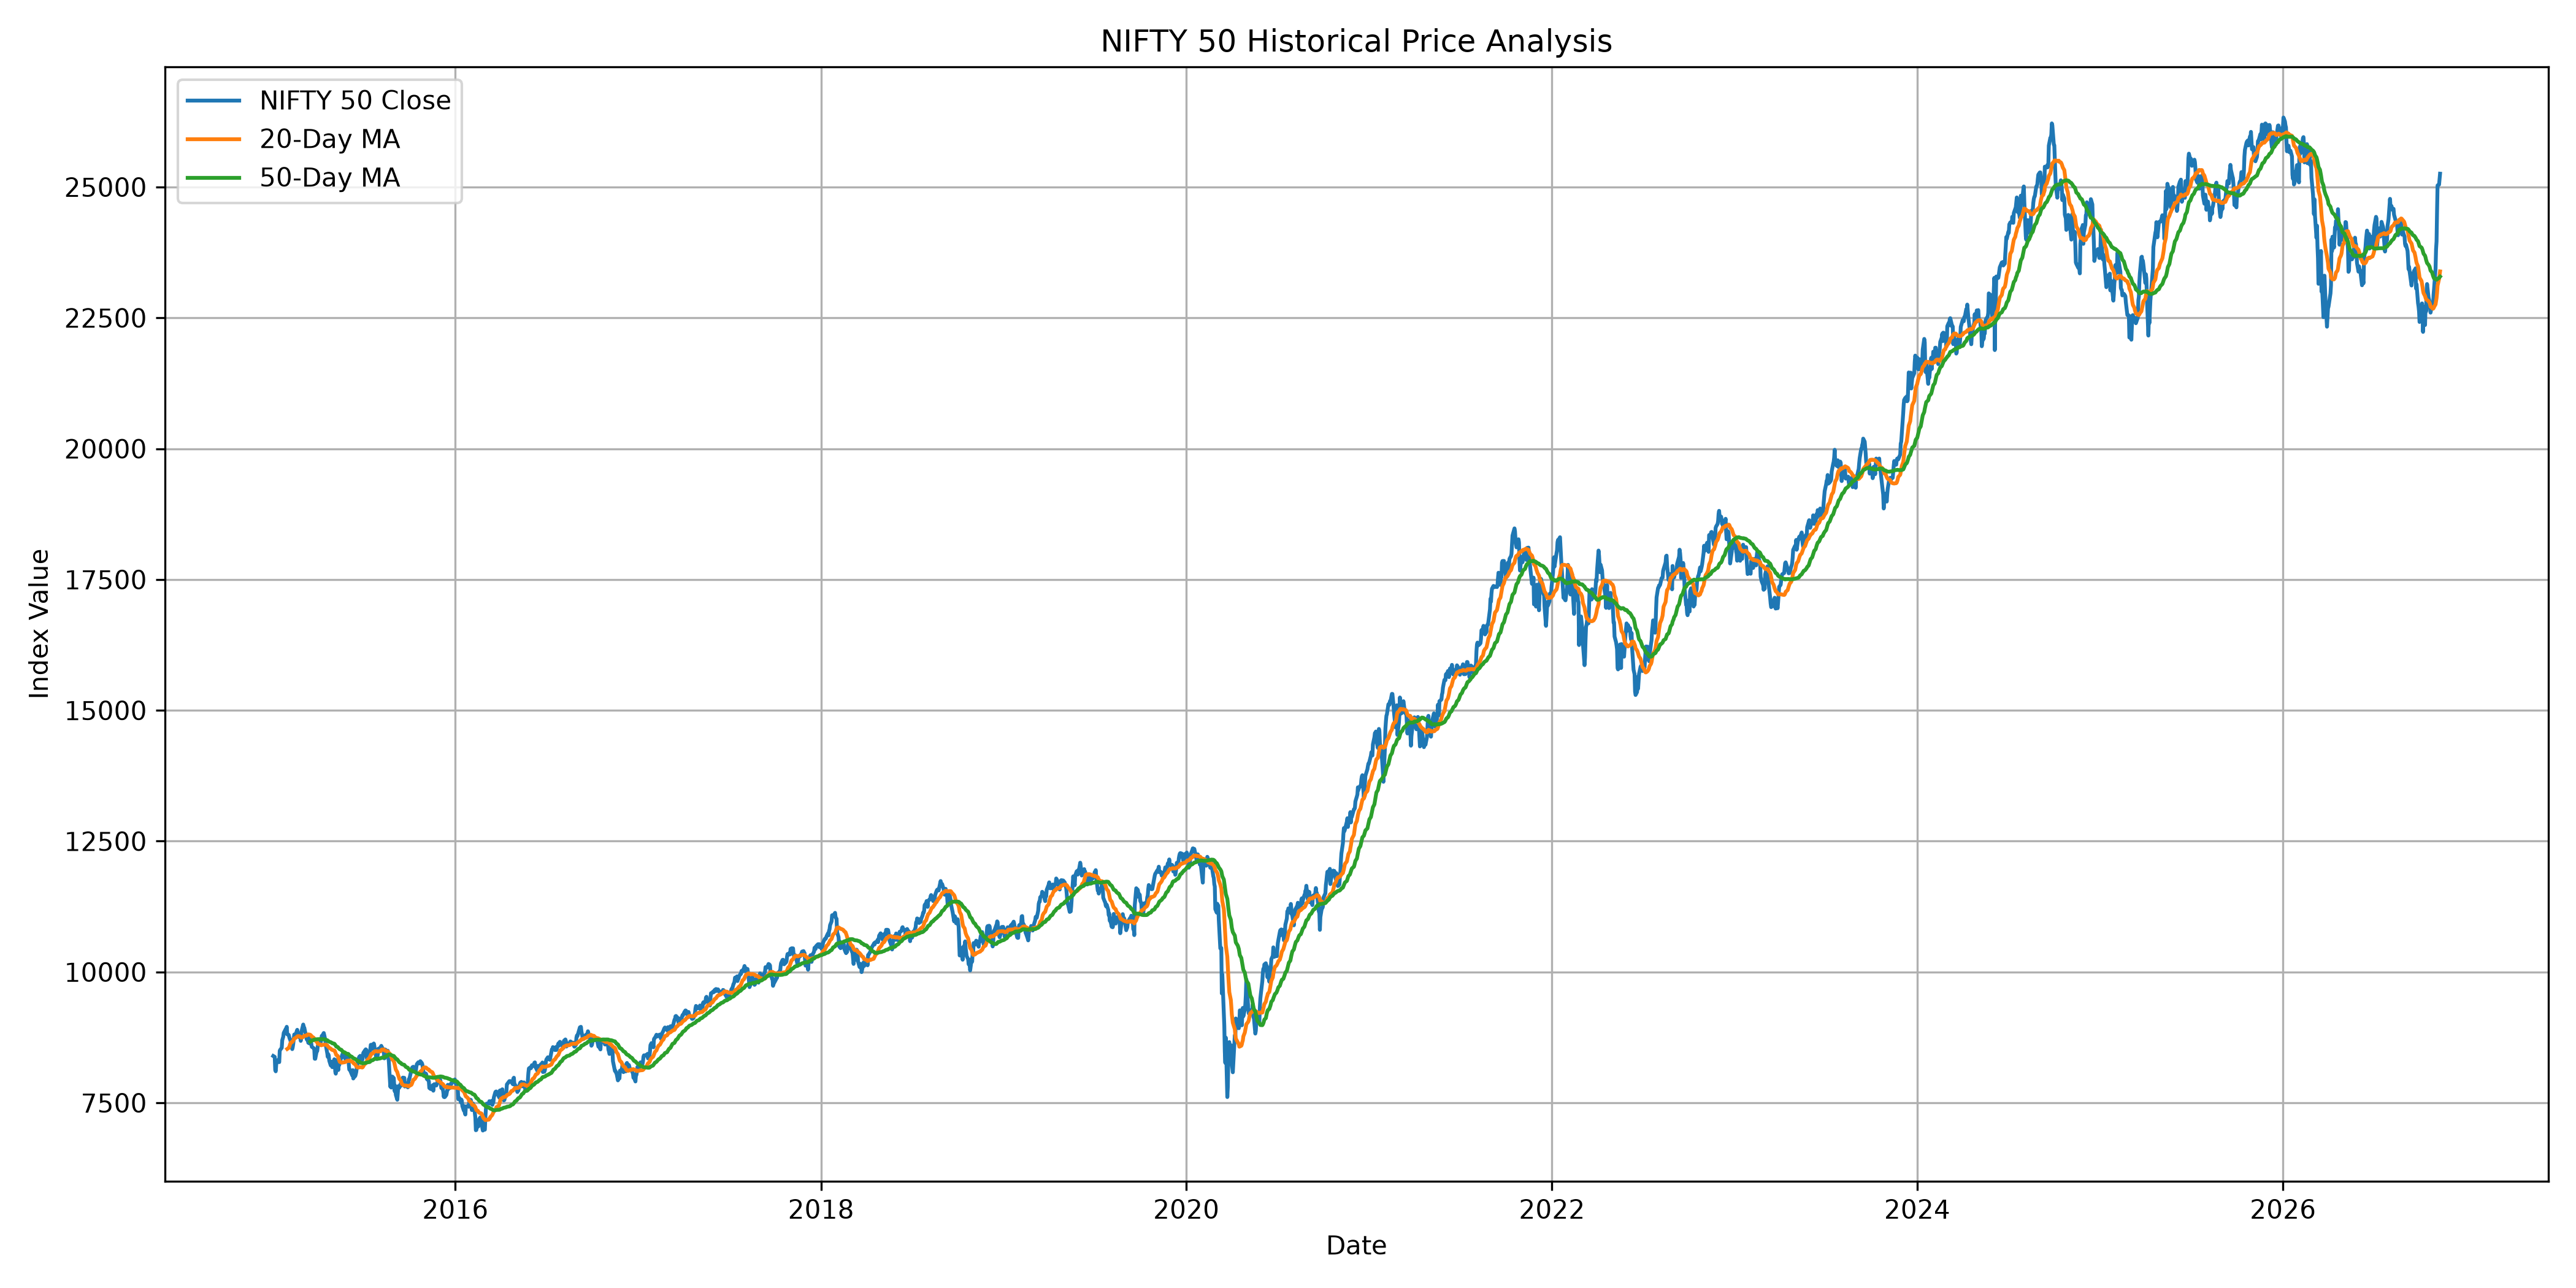 NIFTY 50 Historical Price Analysis
NIFTY 50 Close
20-Day MA
50-Day MA
25000
22500
20000
17500
15000
12500
10000
7500
Index Value
2016 2018 2020 2022 2024 2026
Date